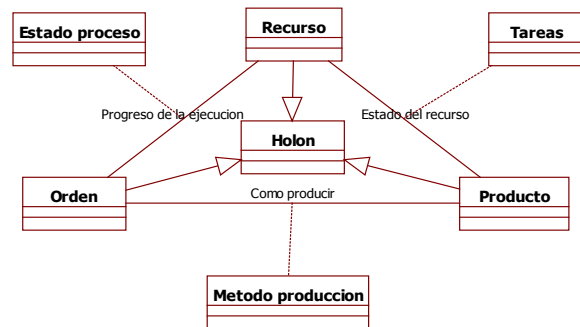 Estado proceso
Recurso
Tareas
Progreso de la ejecucion
Estado del recurso
Holon
Orden
Como producir
Producto
Metodo produccion